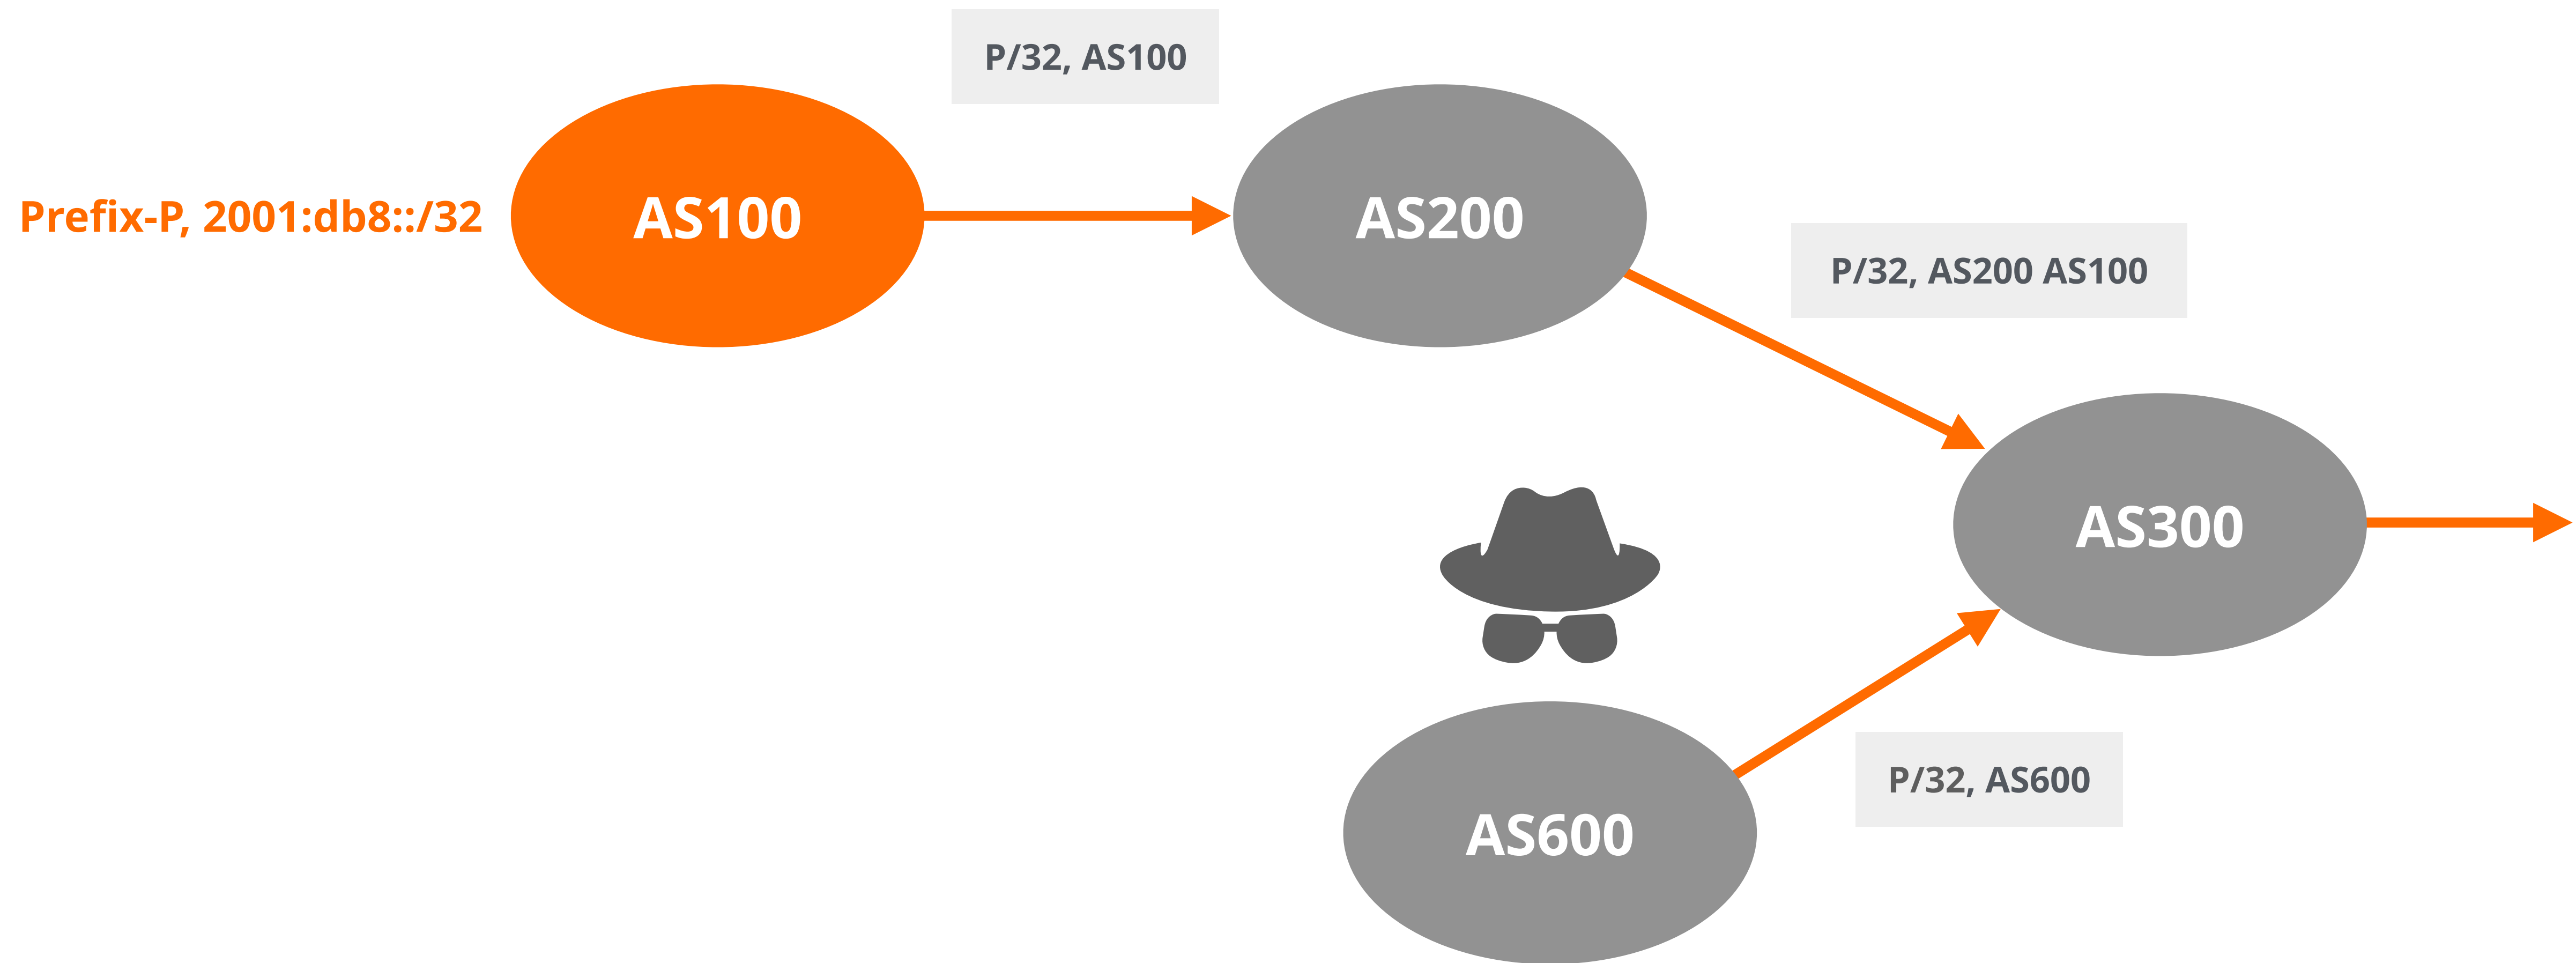 P/32, AS100
Prefix-P, 2001:db8::/32
AS100
AS200
P/32, AS200 AS100
AS300
P/32, AS600
AS600